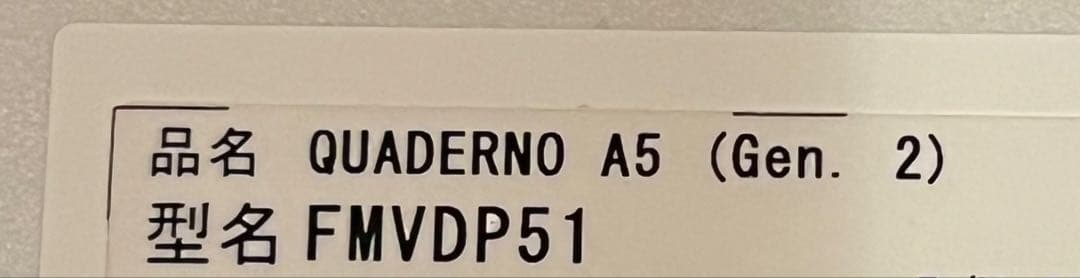 品名 QUADERNO A5 (Gen. 2)
型名 FMVDP51